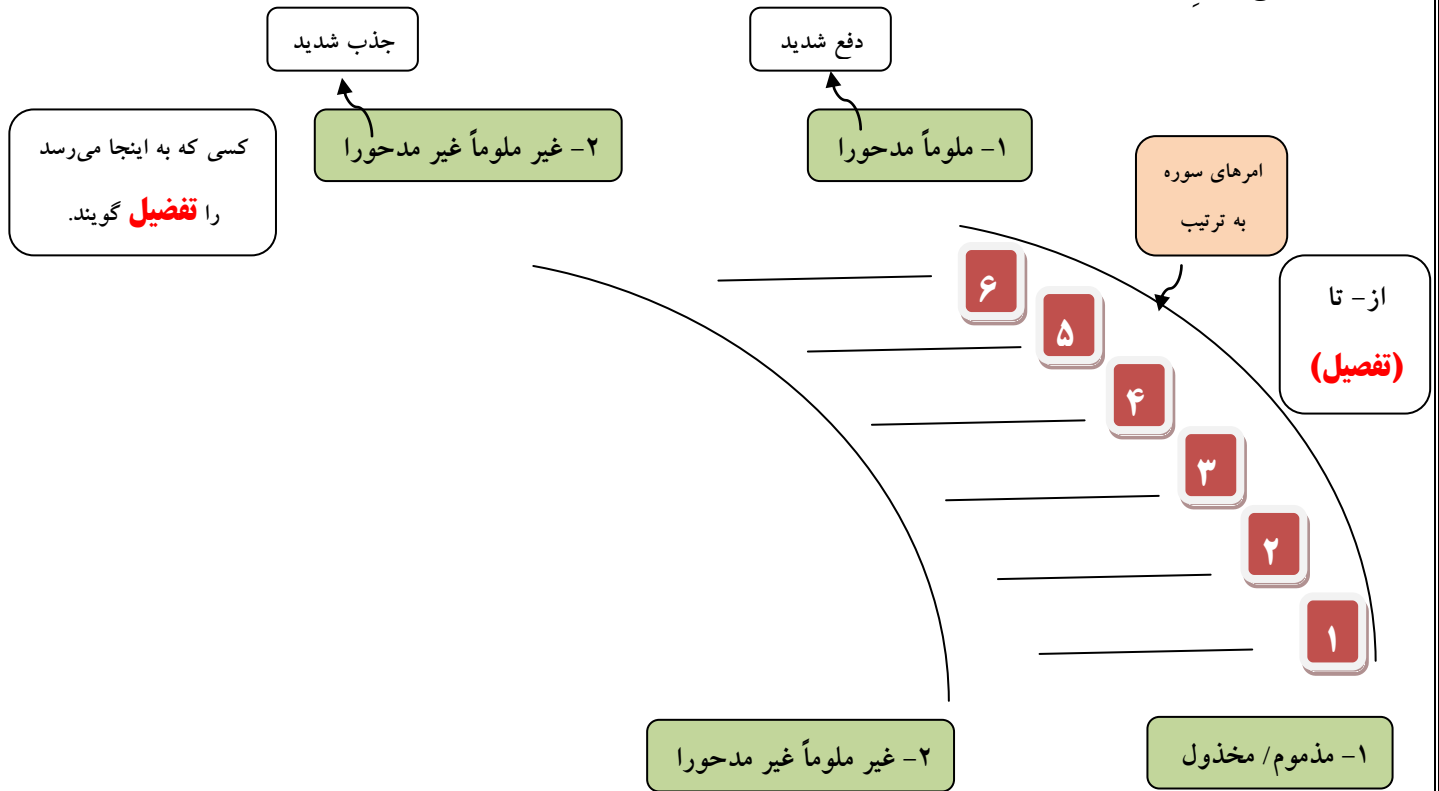 دفع شدید
جذب شدید
۱- ملوماً مدحورا
۲- غیر ملوماً غیر مدحورا
کسی که به اینجا می‌رسد
را تفضیل گویند.
امرهای سوره
به ترتیب
از- تا
(تفصیل)
۶
۵
۴
۳
۲
۱
۱- مذموم/ مخذول
۲- غیر ملوماً غیر مدحورا